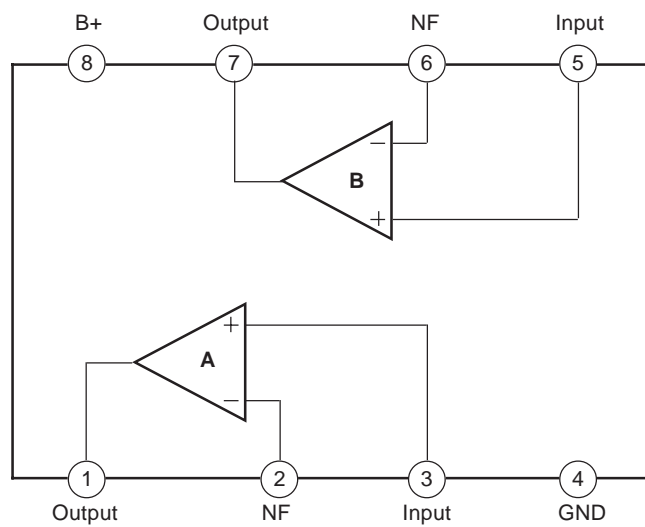 B+ Output NF Input
8 7 6 5
−
B
+
+
A
−
1 2 3 4
Output NF Input GND